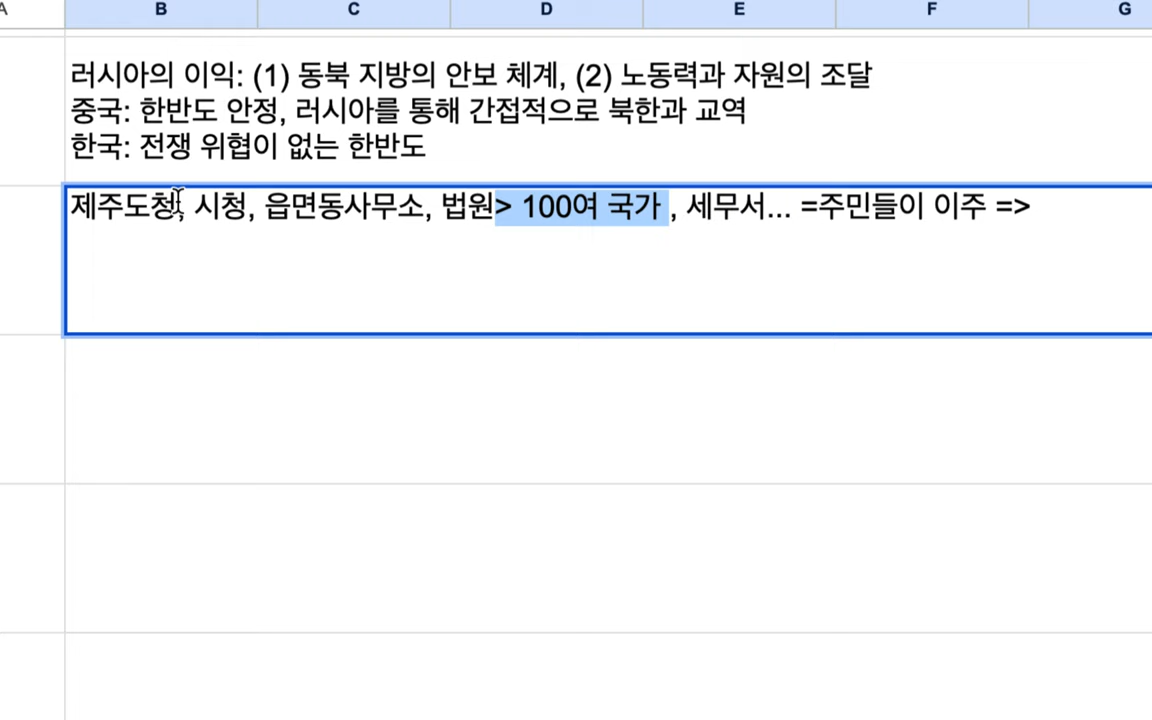 A B C D E F G
러시아의 이익: (1) 동북 지방의 안보 체계, (2) 노동력과 자원의 조달
중국: 한반도 안정, 러시아를 통해 간접적으로 북한과 교역
한국: 전쟁 위협이 없는 한반도
제주도청, 시청, 읍면동사무소, 법원> 100여 국가 , 세무서... =주민들이 이주 =>